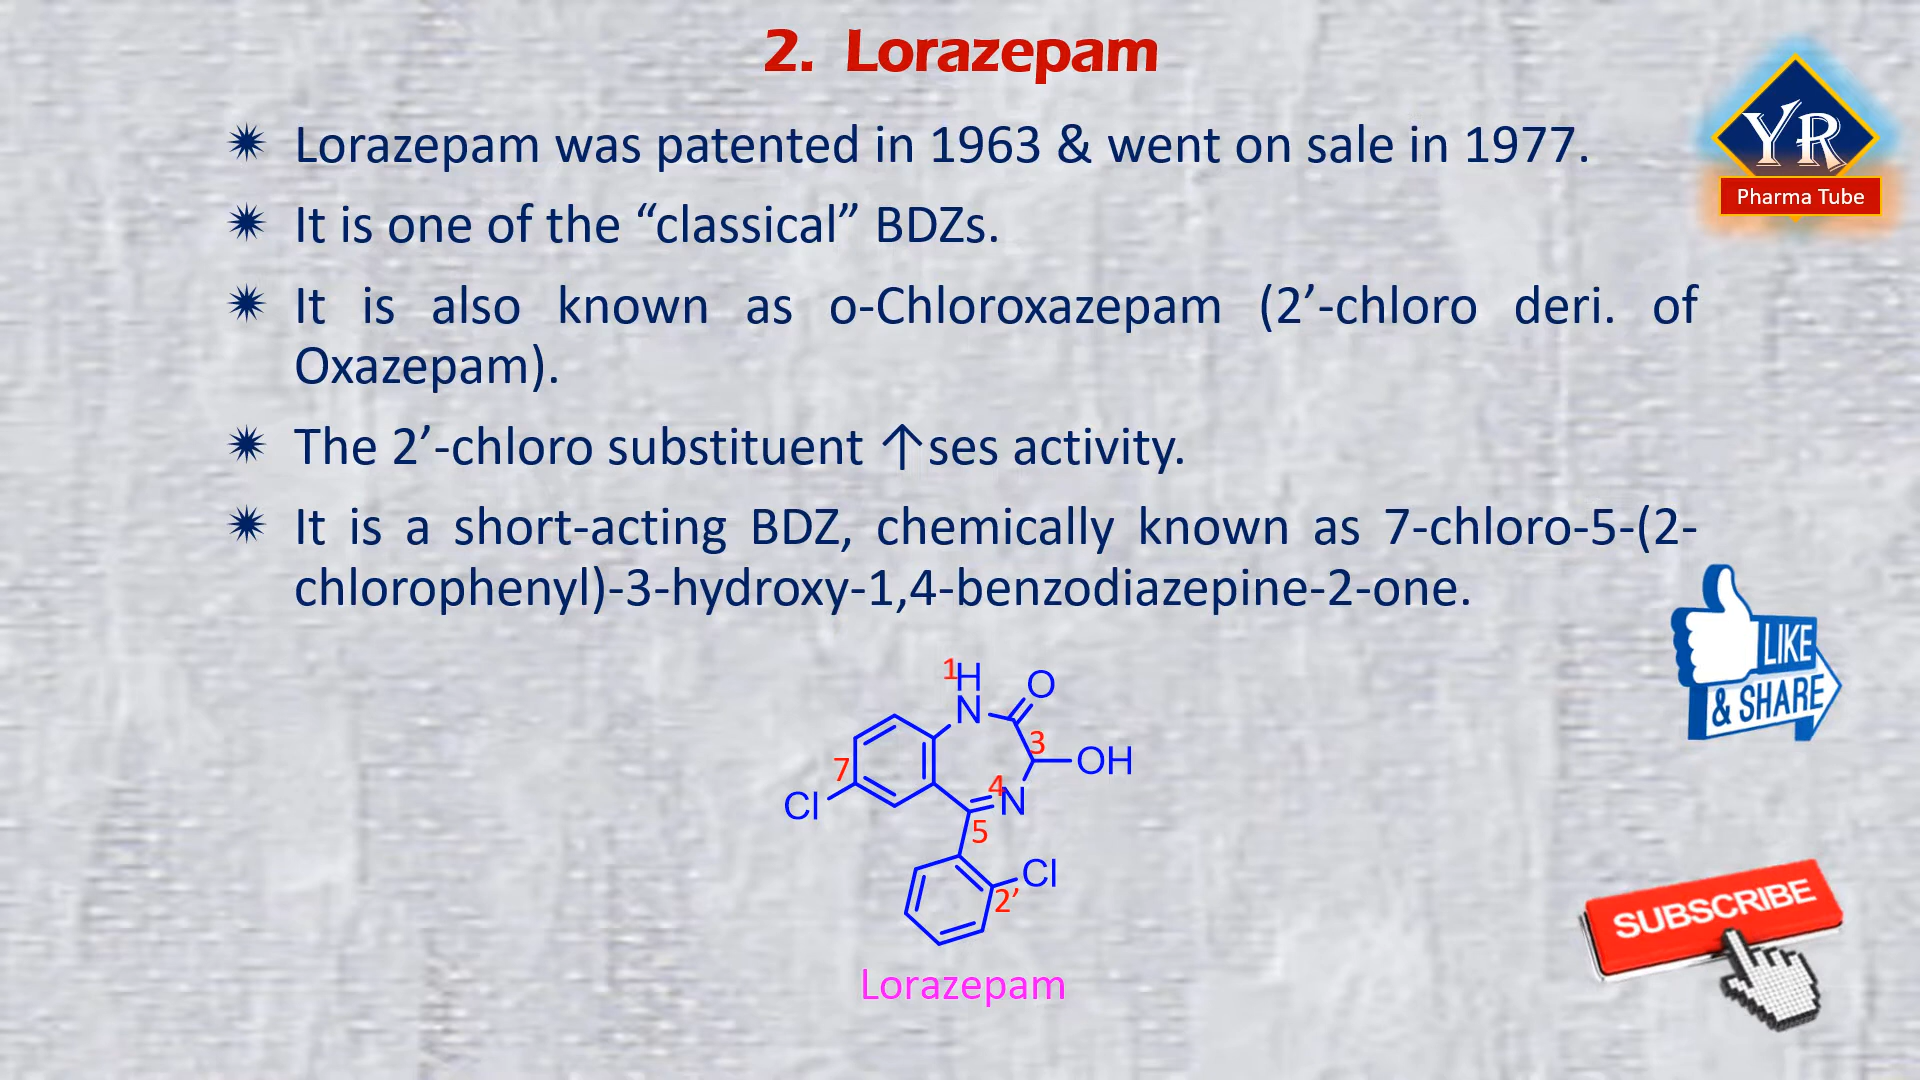 2. Lorazepam
YR
Pharma Tube
✹ Lorazepam was patented in 1963 & went on sale in 1977.
✹ It is one of the “classical” BDZs.
✹ It is also known as o-Chloroxazepam (2’-chloro deri. of
Oxazepam).
✹ The 2’-chloro substituent ↑ses activity.
✹ It is a short-acting BDZ, chemically known as 7-chloro-5-(2-
chlorophenyl)-3-hydroxy-1,4-benzodiazepine-2-one.
LIKE
& SHARE
1
H
O
N
3
OH
7
4
N
Cl
5
Cl
2’
Lorazepam
SUBSCRIBE